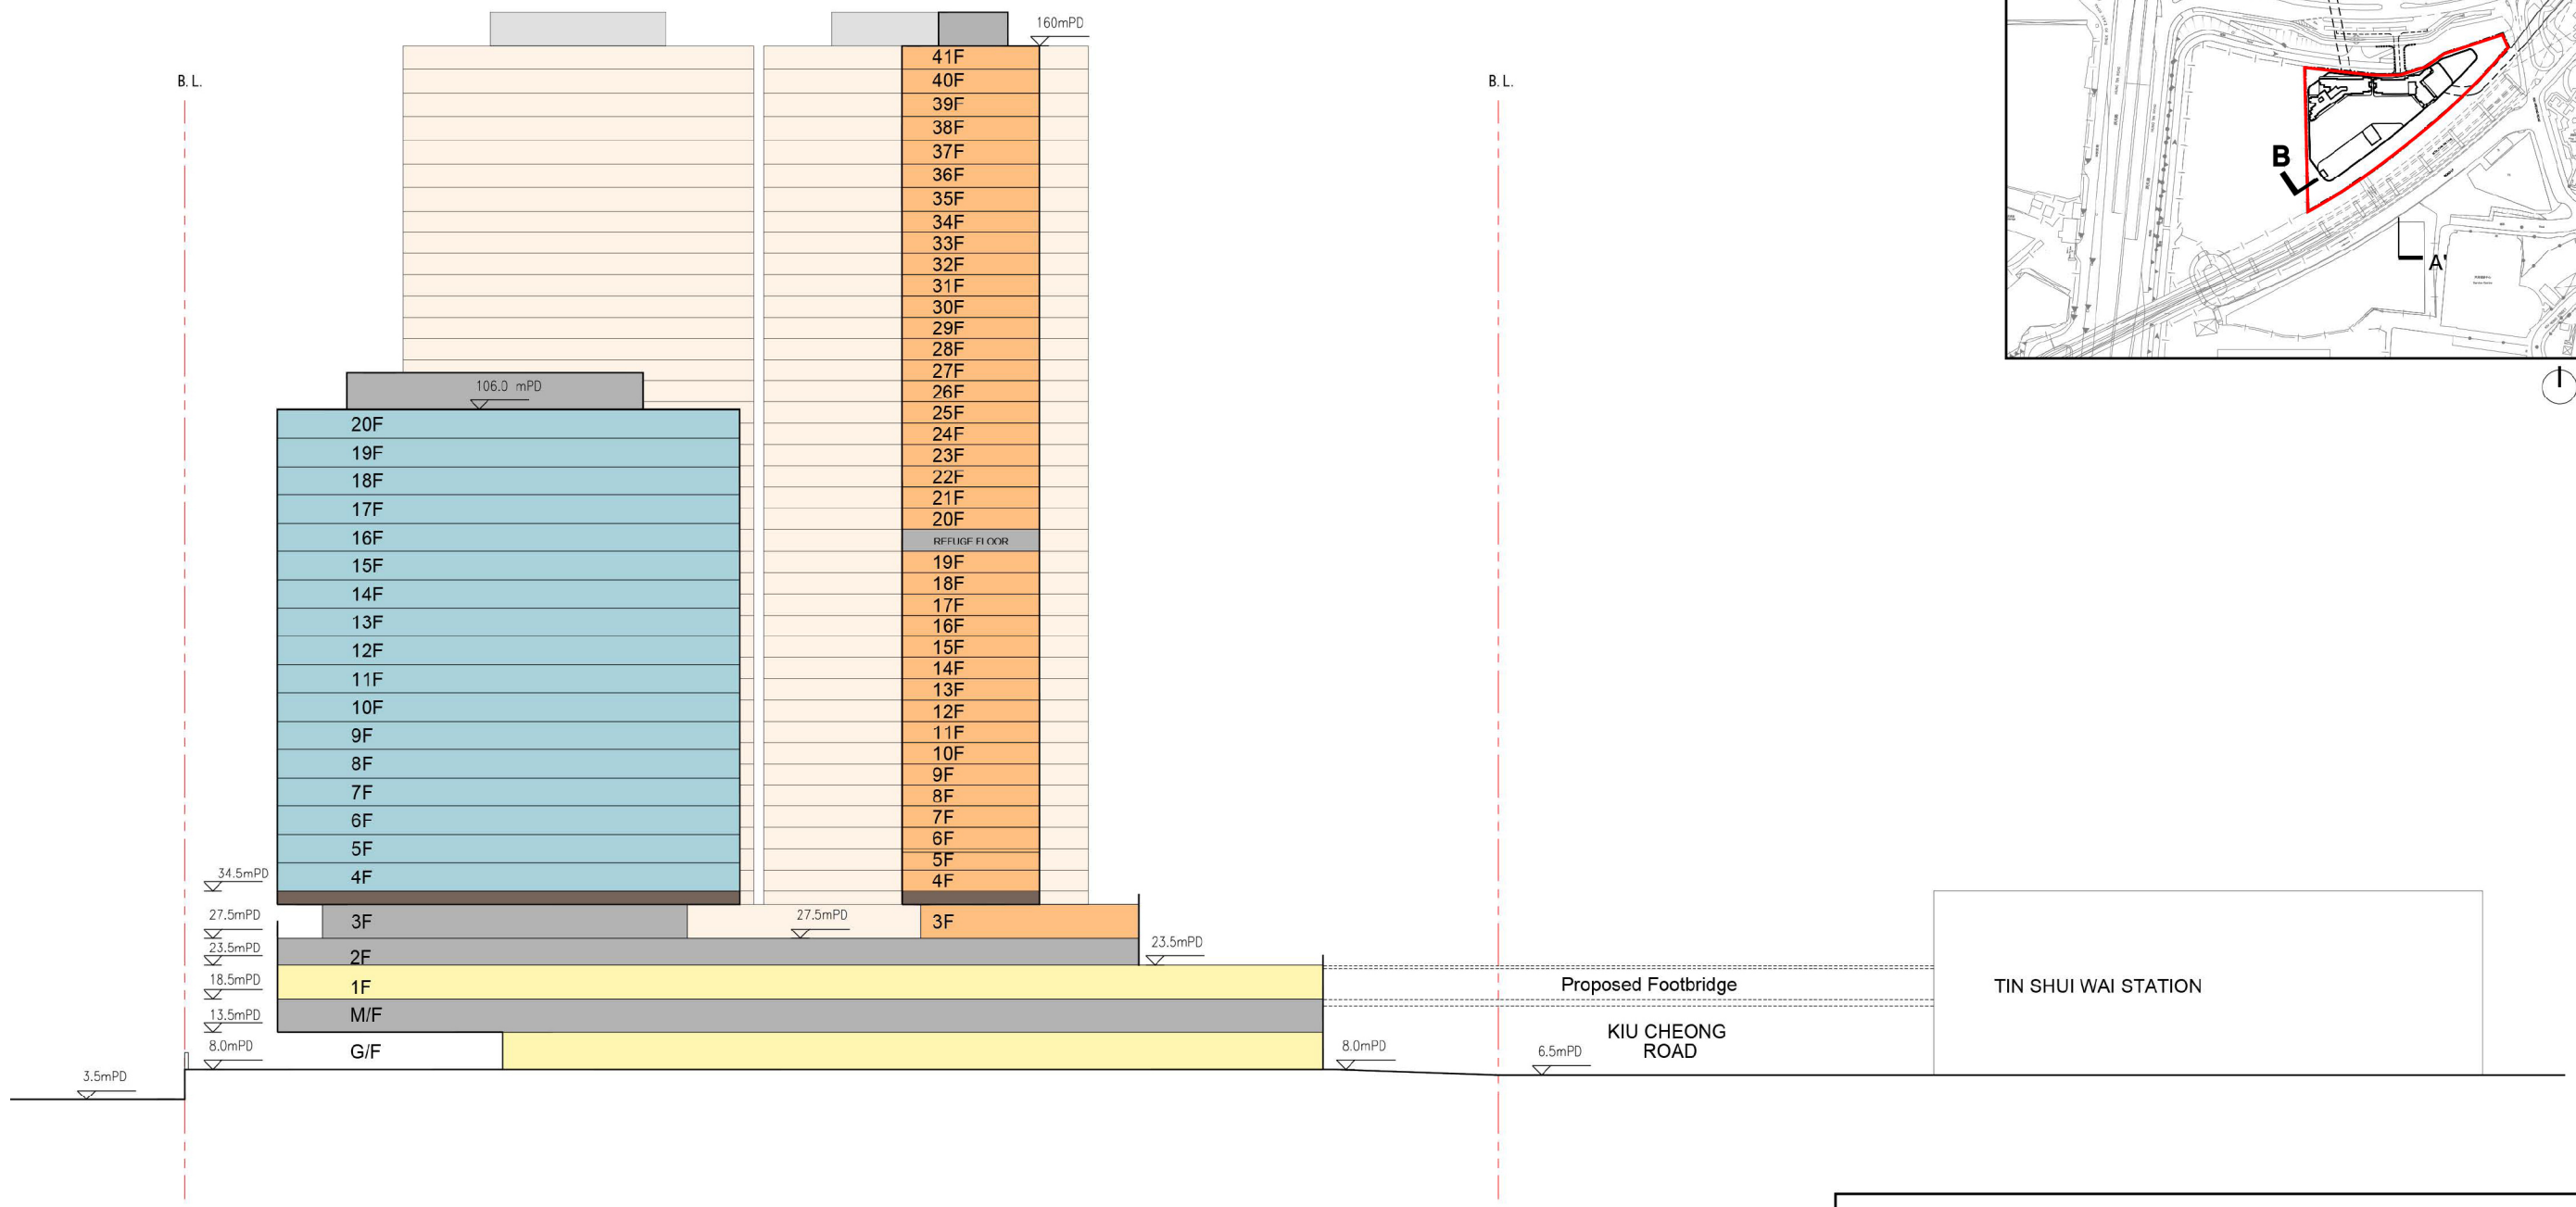 160mPD
B.L.
B.L.
41F
40F
39F
38F
37F
36F
35F
34F
33F
32F
31F
30F
29F
28F
27F
26F
25F
24F
23F
22F
21F
20F
REFUGE FLOOR
19F
18F
17F
16F
15F
14F
13F
12F
11F
10F
9F
8F
7F
6F
5F
4F
3F
106.0 mPD
20F
19F
18F
17F
16F
15F
14F
13F
12F
11F
10F
9F
8F
7F
6F
5F
4F
3F
2F
1F
M/F
G/F
34.5mPD
27.5mPD
23.5mPD
18.5mPD
13.5mPD
8.0mPD
3.5mPD
27.5mPD
23.5mPD
8.0mPD
6.5mPD
Proposed Footbridge
KIU CHEONG
ROAD
TIN SHUI WAI STATION
B
A'